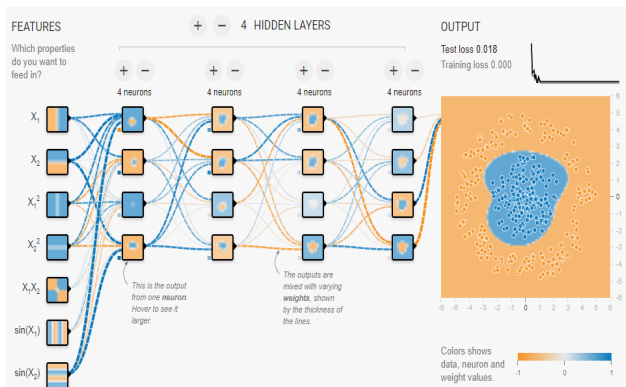 FEATURES
+ − 4 HIDDEN LAYERS
OUTPUT
Which properties
do you want to
feed in?
Test loss 0.018
Training loss 0.000
+ − + − + − + −
4 neurons 4 neurons 4 neurons 4 neurons
X₁
X₂
X₁²
X₂²
X₁X₂
sin(X₁)
sin(X₂)
This is the output
from one neuron.
Hover to see it
larger.
The outputs are
mixed with varying
weights, shown
by the thickness of
the lines.
6
5
4
3
2
1
0
-1
-2
-3
-4
-5
-6
-6 -5 -4 -3 -2 -1 0 1 2 3 4 5 6
Colors shows
data, neuron and
weight values.
-1 0 1